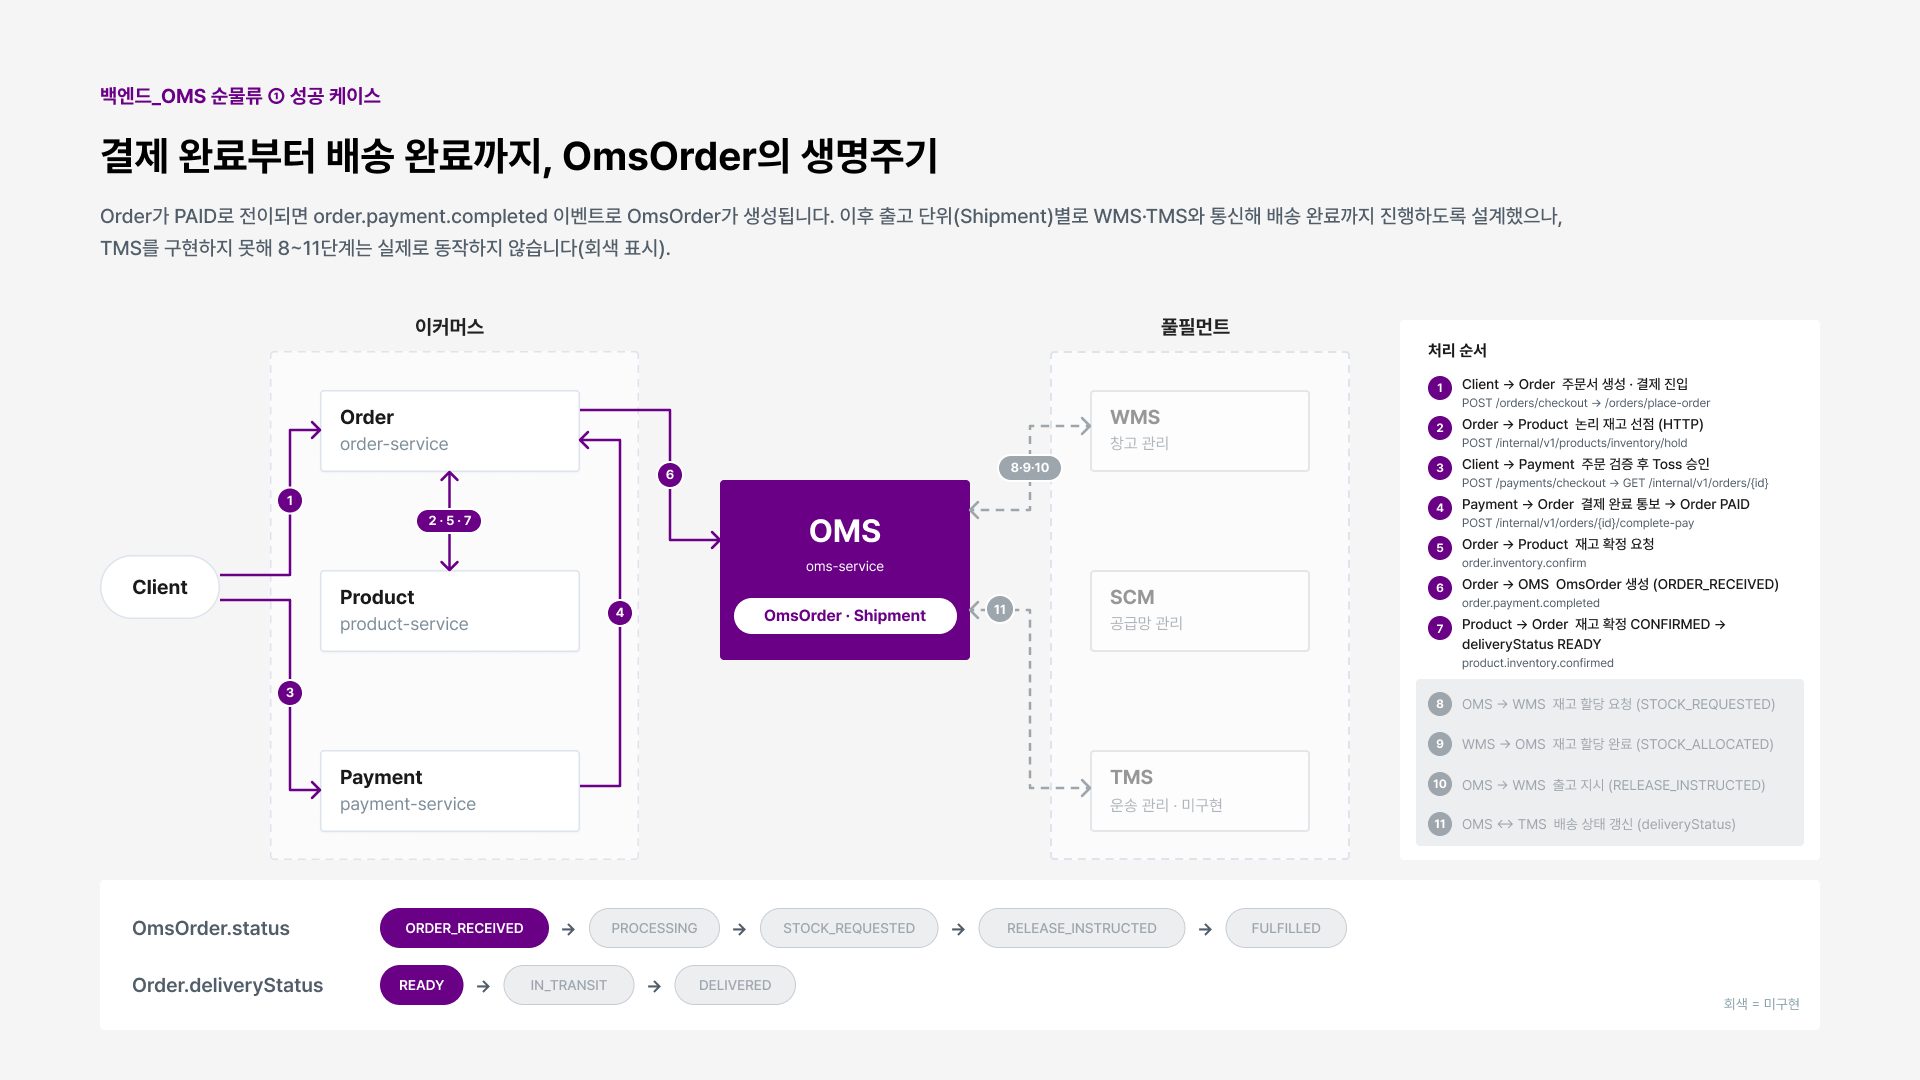 백엔드_OMS 순물류 ① 성공 케이스
결제 완료부터 배송 완료까지, OmsOrder의 생명주기
Order가 PAID로 전이되면 order.payment.completed 이벤트로 OmsOrder가 생성됩니다. 이후 출고 단위(Shipment)별로 WMS·TMS와 통신해 배송 완료까지 진행하도록 설계했으나,
TMS를 구현하지 못해 8~11단계는 실제로 동작하지 않습니다(회색 표시).
이커머스
Order
order-service
Product
product-service
Payment
payment-service
Client
1
2 · 5 · 7
3
4
6
OMS
oms-service
OmsOrder · Shipment
8·9·10
11
풀필먼트
WMS
창고 관리
SCM
공급망 관리
TMS
운송 관리 · 미구현
처리 순서
1 Client → Order 주문서 생성 · 결제 진입
POST /orders/checkout → /orders/place-order
2 Order → Product 논리 재고 선점 (HTTP)
POST /internal/v1/products/inventory/hold
3 Client → Payment 주문 검증 후 Toss 승인
POST /payments/checkout → GET /internal/v1/orders/{id}
4 Payment → Order 결제 완료 통보 → Order PAID
POST /internal/v1/orders/{id}/complete-pay
5 Order → Product 재고 확정 요청
order.inventory.confirm
6 Order → OMS OmsOrder 생성 (ORDER_RECEIVED)
order.payment.completed
7 Product → Order 재고 확정 CONFIRMED →
deliveryStatus READY
product.inventory.confirmed
8 OMS → WMS 재고 할당 요청 (STOCK_REQUESTED)
9 WMS → OMS 재고 할당 완료 (STOCK_ALLOCATED)
10 OMS → WMS 출고 지시 (RELEASE_INSTRUCTED)
11 OMS ↔ TMS 배송 상태 갱신 (deliveryStatus)
OmsOrder.status ORDER_RECEIVED → PROCESSING → STOCK_REQUESTED → RELEASE_INSTRUCTED → FULFILLED
Order.deliveryStatus READY → IN_TRANSIT → DELIVERED
회색 = 미구현